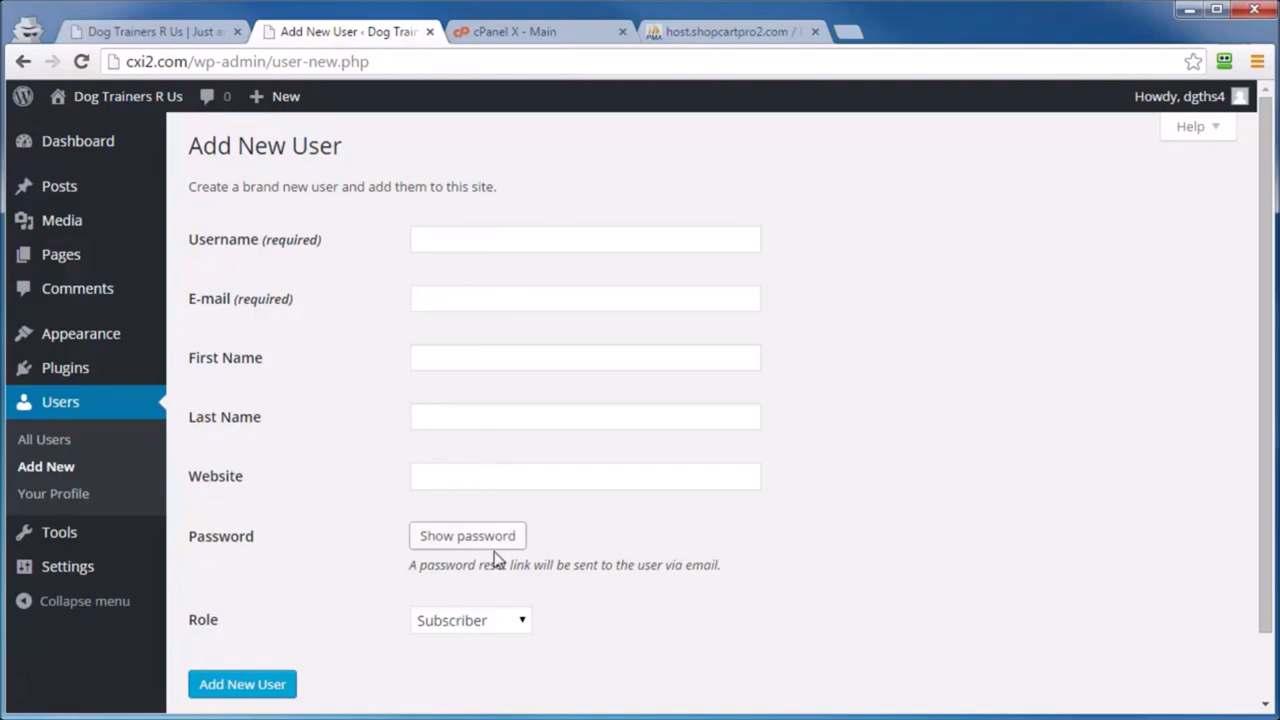 Dog Trainers R Us | Just a
Add New User ‹ Dog Train
cP cPanel X - Main
PMA host.shopcartpro2.com /
cxi2.com/wp-admin/user-new.php
Dog Trainers R Us 0 New
Howdy, dgths4
Help
Dashboard
Posts
Media
Pages
Comments
Appearance
Plugins
Users
All Users
Add New
Your Profile
Tools
Settings
Collapse menu
Add New User
Create a brand new user and add them to this site.
Username (required)
E-mail (required)
First Name
Last Name
Website
Password Show password
A password reset link will be sent to the user via email.
Role Subscriber
Add New User